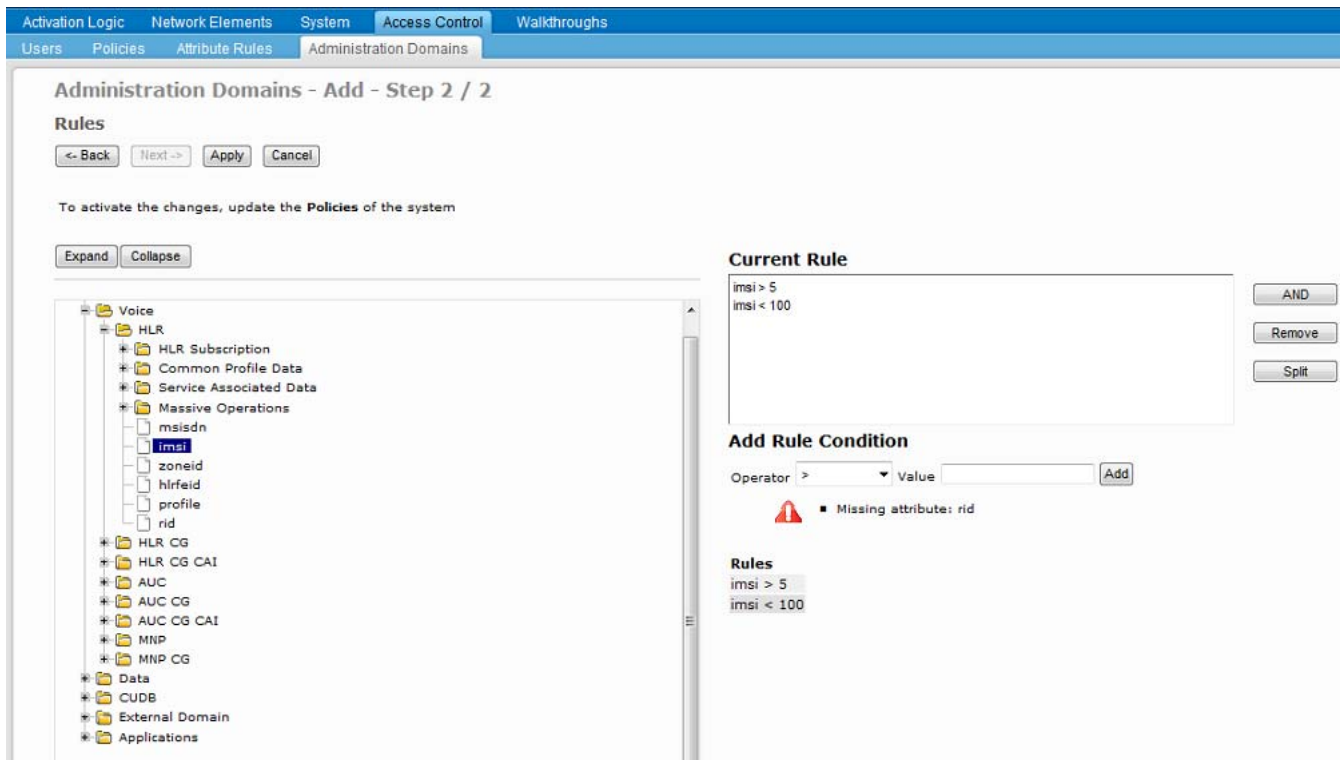 Activation Logic Network Elements System Access Control Walkthroughs
Users Policies Attribute Rules Administration Domains
Administration Domains - Add - Step 2 / 2
Rules
<- Back Next -> Apply Cancel
To activate the changes, update the Policies of the system
Expand Collapse
Voice
HLR
HLR Subscription
Common Profile Data
Service Associated Data
Massive Operations
msisdn
imsi
zoneid
hlrfeid
profile
rid
HLR CG
HLR CG CAI
AUC
AUC CG
AUC CG CAI
MNP
MNP CG
Data
CUDB
External Domain
Applications
Current Rule
imsi > 5
imsi < 100
AND
Remove
Split
Add Rule Condition
Operator > Value Add
Missing attribute: rid
Rules
imsi > 5
imsi < 100